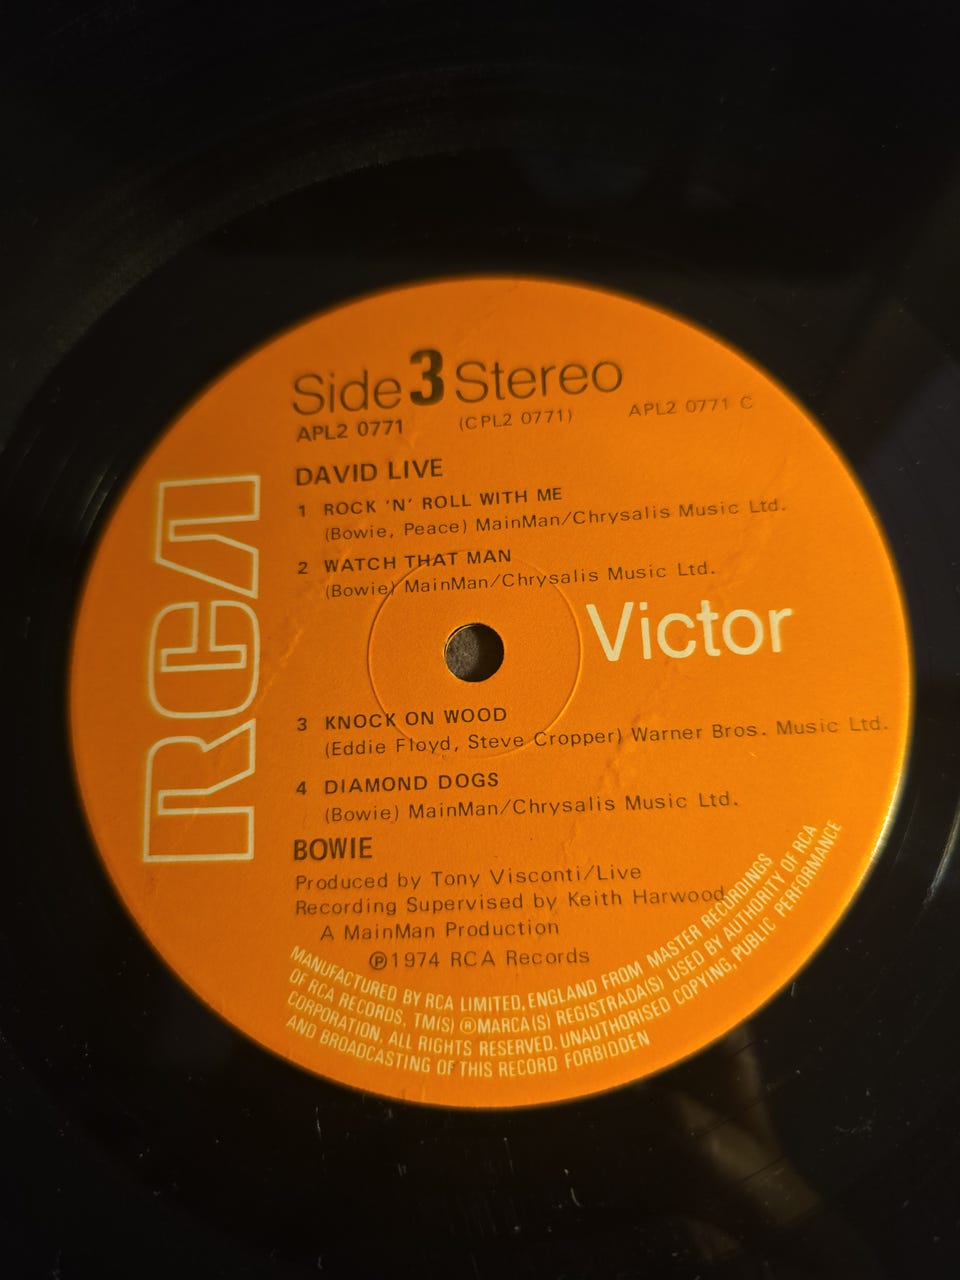 Side 3 Stereo
APL2 0771 (CPL2 0771) APL2 0771 C
DAVID LIVE
1 ROCK 'N' ROLL WITH ME
(Bowie, Peace) MainMan/Chrysalis Music Ltd.
2 WATCH THAT MAN
(Bowie) MainMan/Chrysalis Music Ltd.
RCA
Victor
3 KNOCK ON WOOD
(Eddie Floyd, Steve Cropper) Warner Bros. Music Ltd.
4 DIAMOND DOGS
(Bowie) MainMan/Chrysalis Music Ltd.
BOWIE
Produced by Tony Visconti/Live
Recording Supervised by Keith Harwood
A MainMan Production
℗1974 RCA Records
MANUFACTURED BY RCA LIMITED, ENGLAND FROM MASTER RECORDINGS
OF RCA RECORDS, TM(S) ®MARCA(S) REGISTRADA(S) USED BY AUTHORITY OF RCA
CORPORATION, ALL RIGHTS RESERVED. UNAUTHORISED COPYING, PUBLIC PERFORMANCE
AND BROADCASTING OF THIS RECORD FORBIDDEN